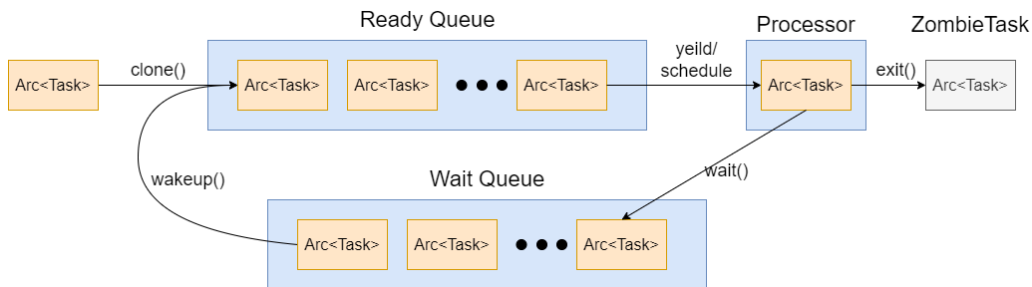 Ready Queue
Processor
ZombieTask
Arc<Task>
clone()
Arc<Task>
Arc<Task>
Arc<Task>
yeild/
schedule
Arc<Task>
exit()
Arc<Task>
wakeup()
Wait Queue
wait()
Arc<Task>
Arc<Task>
Arc<Task>